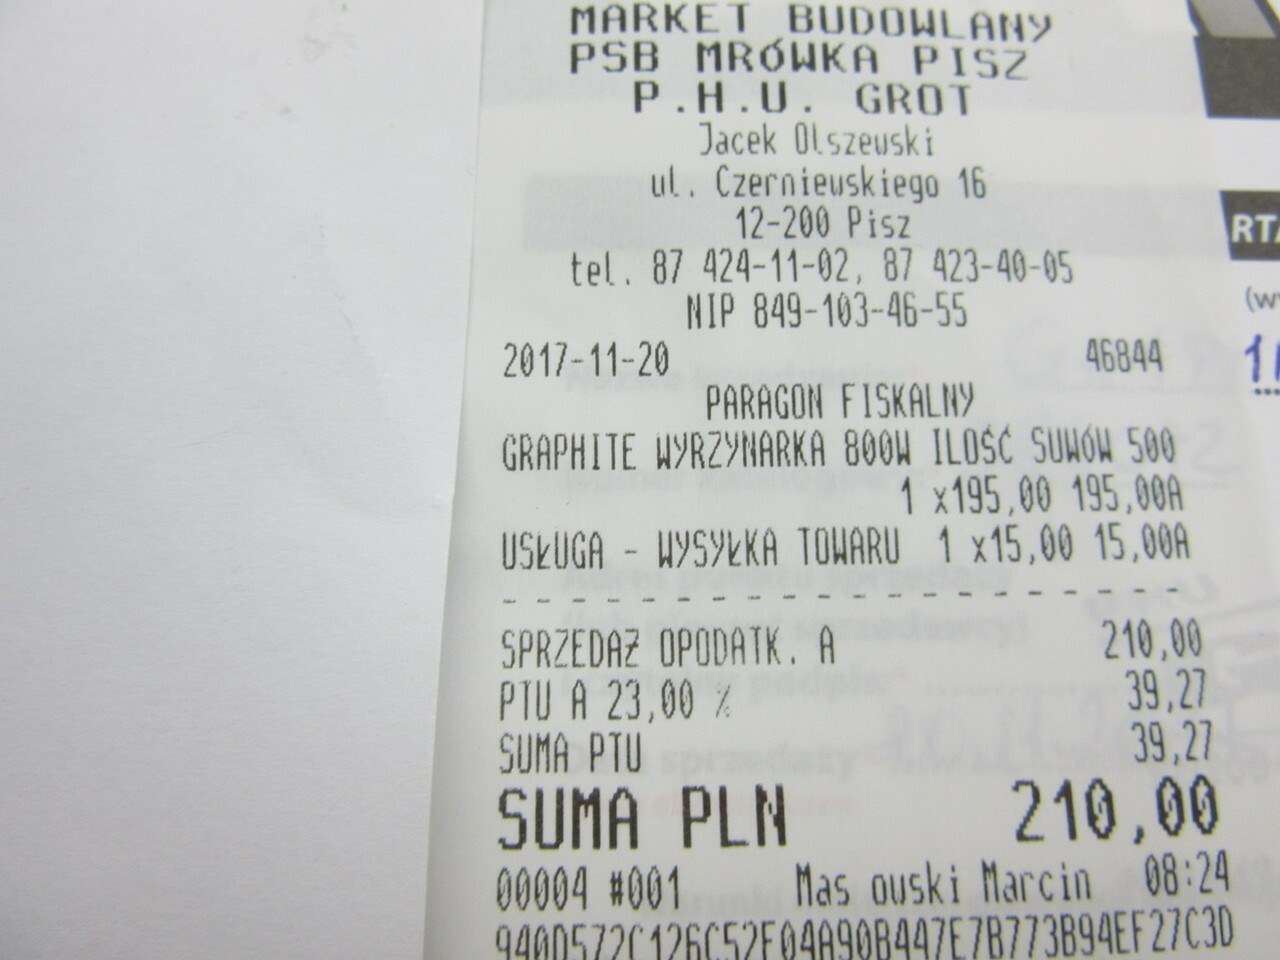 MARKET BUDOWLANY
PSB MRÓWKA PISZ
P.H.U. GROT
Jacek Olszewski
ul. Czerniewskiego 16
12-200 Pisz
tel. 87 424-11-02, 87 423-40-05
NIP 849-103-46-55
2017-11-20 46844
PARAGON FISKALNY
GRAPHITE WYRZYNARKA 800W ILOŚĆ SUWÓW 500
1 x195,00 195,00A
USŁUGA - WYSYŁKA TOWARU 1 x15,00 15,00A
SPRZEDAŻ OPODATK. A 210,00
PTU A 23,00 % 39,27
SUMA PTU 39,27
SUMA PLN 210,00
00004 #001 Mas owski Marcin 08:24
940D572C126C52F04A90B447E7B773B94EF27C3D
RTA
(wy